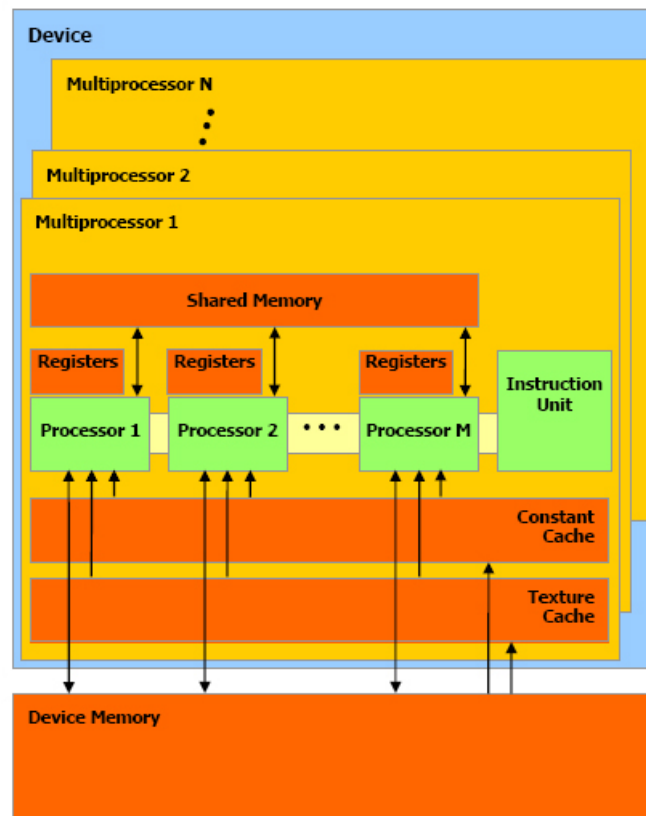 Device
Multiprocessor N
Multiprocessor 2
Multiprocessor 1
Shared Memory
Registers
Registers
Registers
Instruction
Unit
Processor 1
Processor 2
Processor M
Constant
Cache
Texture
Cache
Device Memory